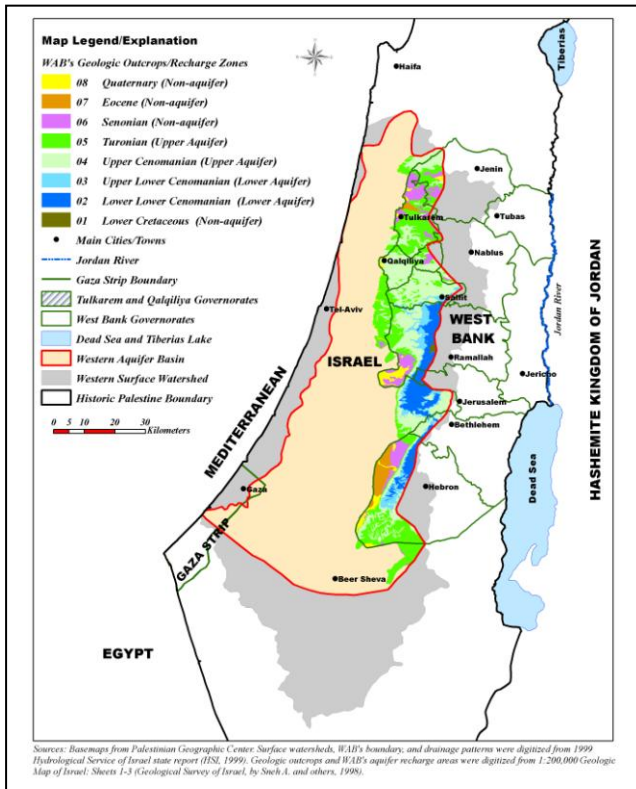 Map Legend/Explanation
WAB's Geologic Outcrops/Recharge Zones
08 Quaternary (Non-aquifer)
07 Eocene (Non-aquifer)
06 Senonian (Non-aquifer)
05 Turonian (Upper Aquifer)
04 Upper Cenomanian (Upper Aquifer)
03 Upper Lower Cenomanian (Lower Aquifer)
02 Lower Lower Cenomanian (Lower Aquifer)
01 Lower Cretaceous (Non-aquifer)
Main Cities/Towns
Jordan River
Gaza Strip Boundary
Tulkarem and Qalqiliya Governorates
West Bank Governorates
Dead Sea and Tiberias Lake
Western Aquifer Basin
Western Surface Watershed
Historic Palestine Boundary
0 5 10 20 30
Kilometers
Haifa
Tiberias
Jenin
Tulkarem
Tubas
Nablus
Qalqiliya
Salfit
Tel-Aviv
WEST
BANK
ISRAEL
Ramallah
Jericho
Jordan River
HASHEMITE KINGDOM OF JORDAN
Jerusalem
Bethlehem
MEDITERRANEAN
Dead Sea
Hebron
Gaza
GAZA STRIP
Beer Sheva
EGYPT
Sources: Basemaps from Palestinian Geographic Center. Surface watersheds, WAB's boundary, and drainage patterns were digitized from 1999
Hydrological Service of Israel state report (HSI, 1999). Geologic outcrops and WAB's aquifer recharge areas were digitized from 1:200,000 Geologic
Map of Israel: Sheets 1-3 (Geological Survey of Israel, by Sneh A. and others, 1998).